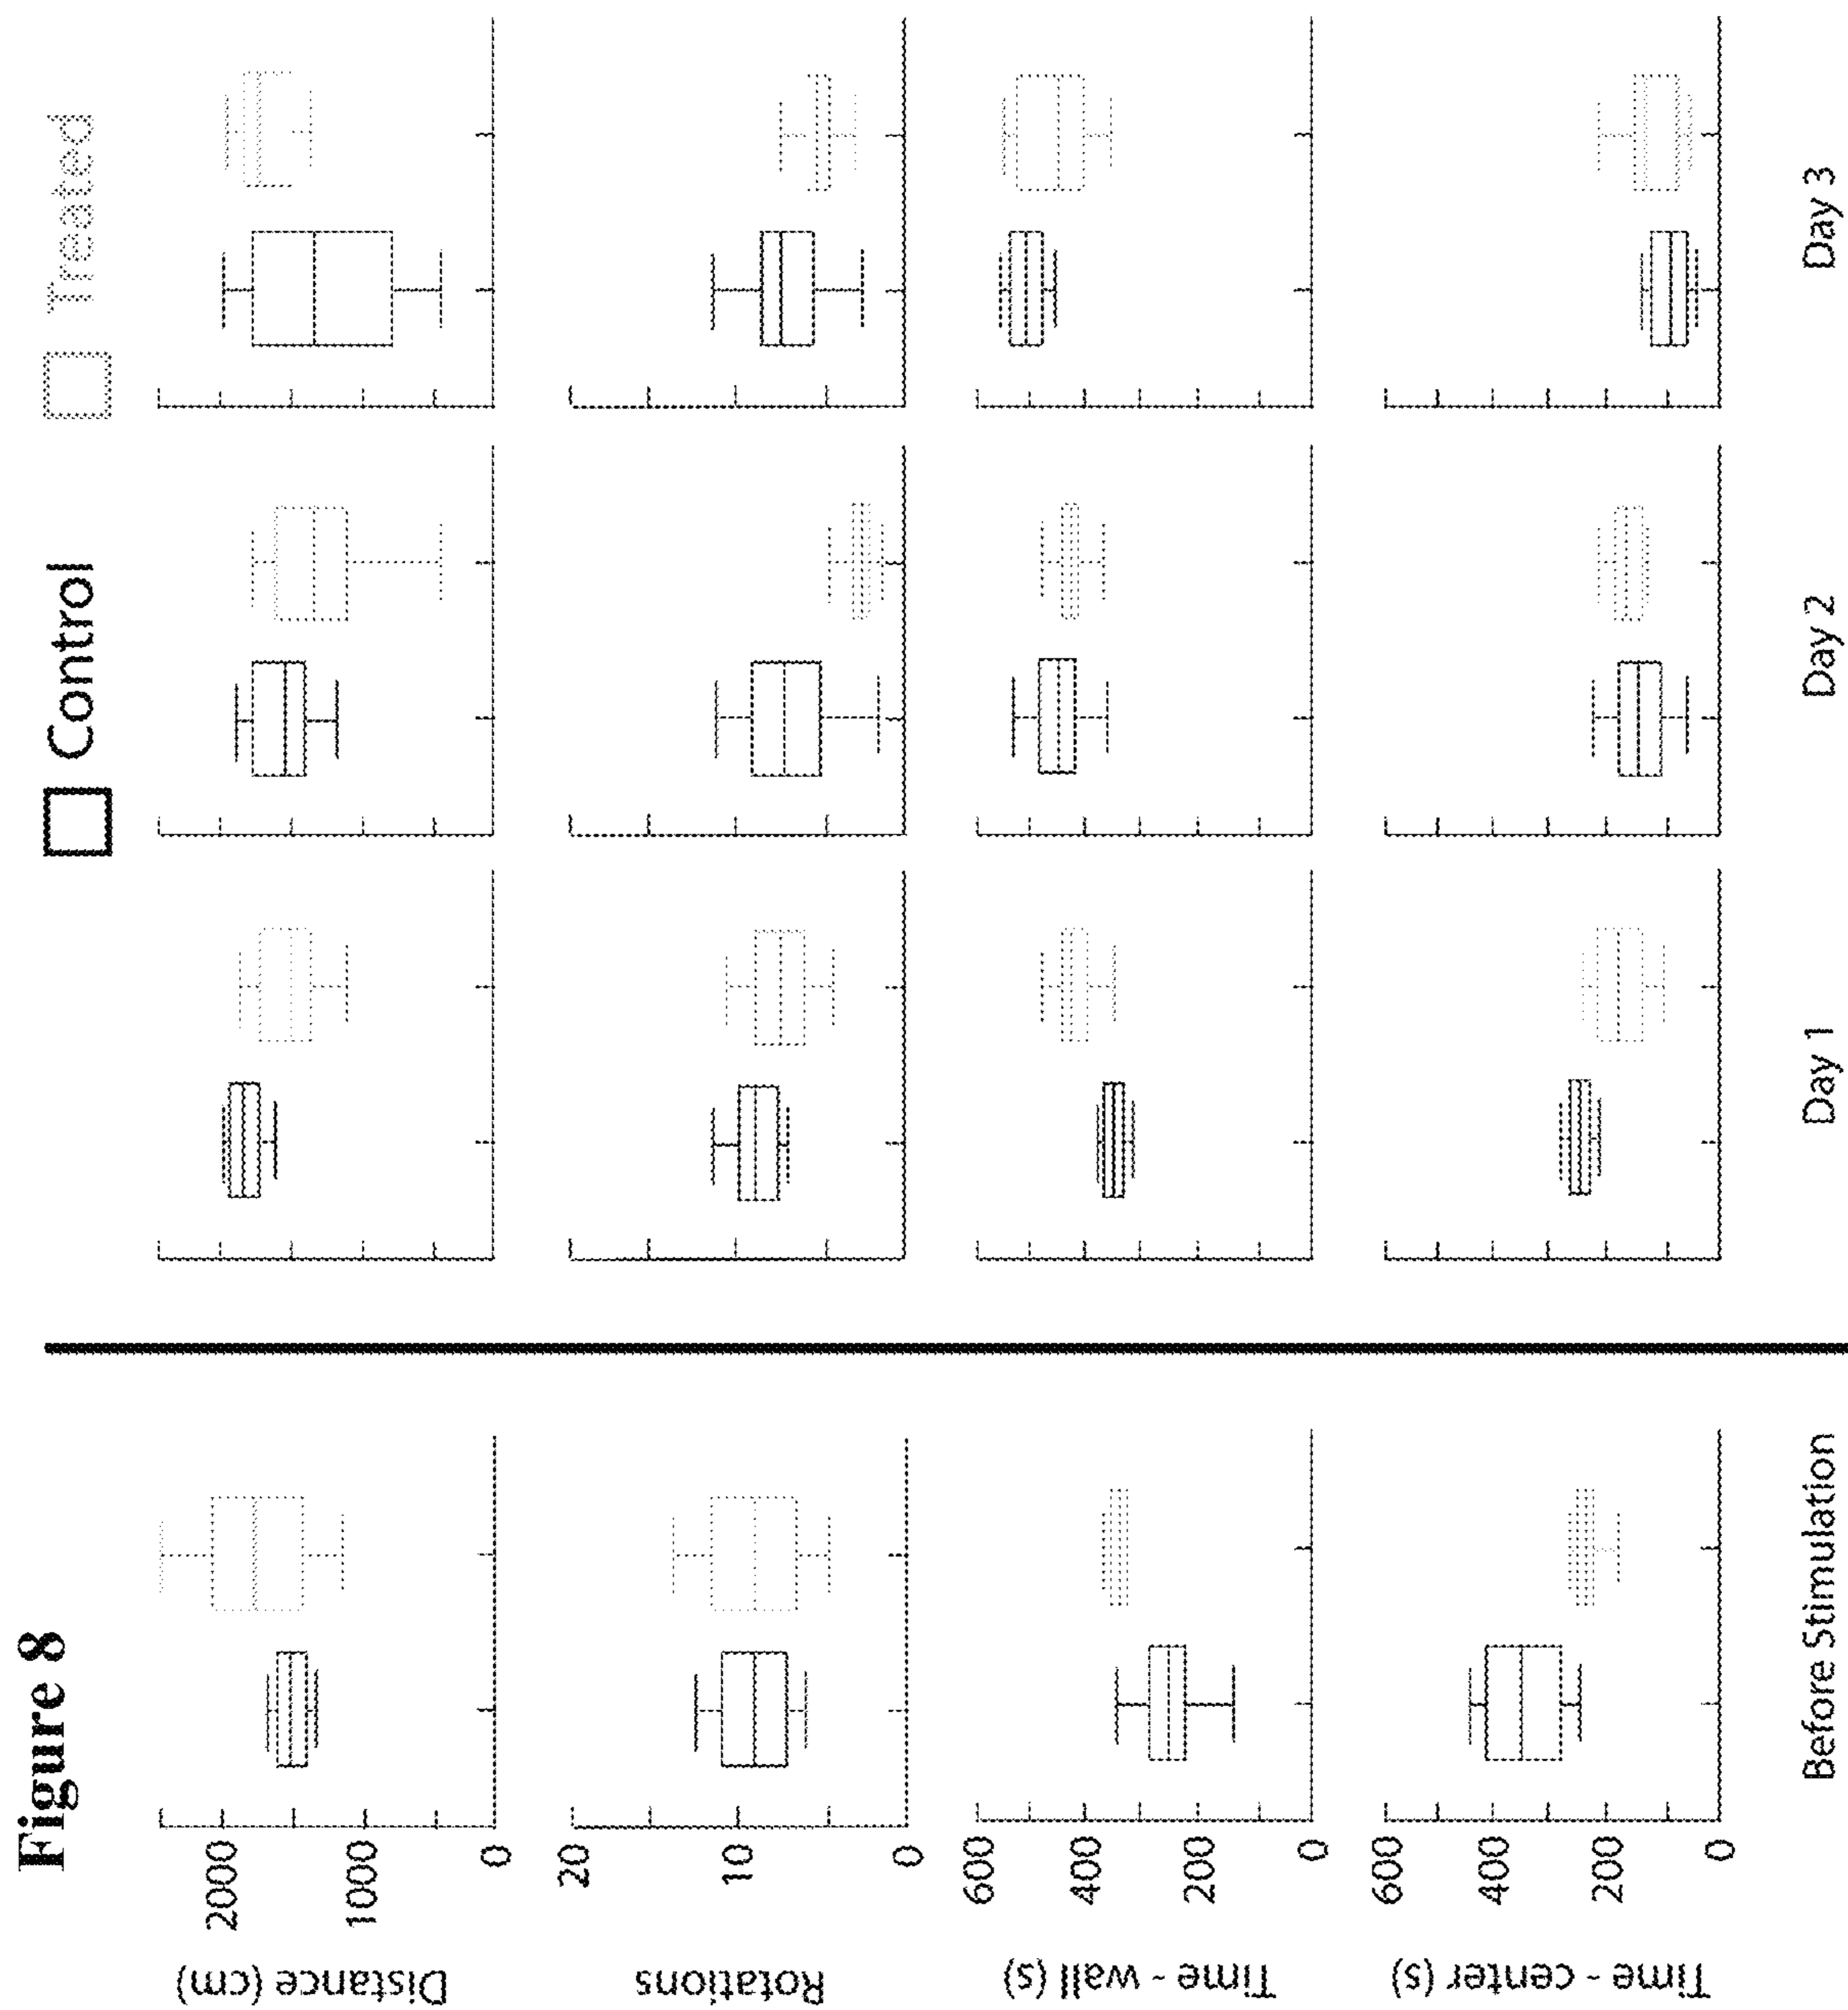 Figure 8
Control
Treated
Distance (cm)
2000
1000
0
Rotations
20
10
0
Time - wall (s)
600
400
200
0
Time - center (s)
600
400
200
0
Before Stimulation
Day 1
Day 2
Day 3